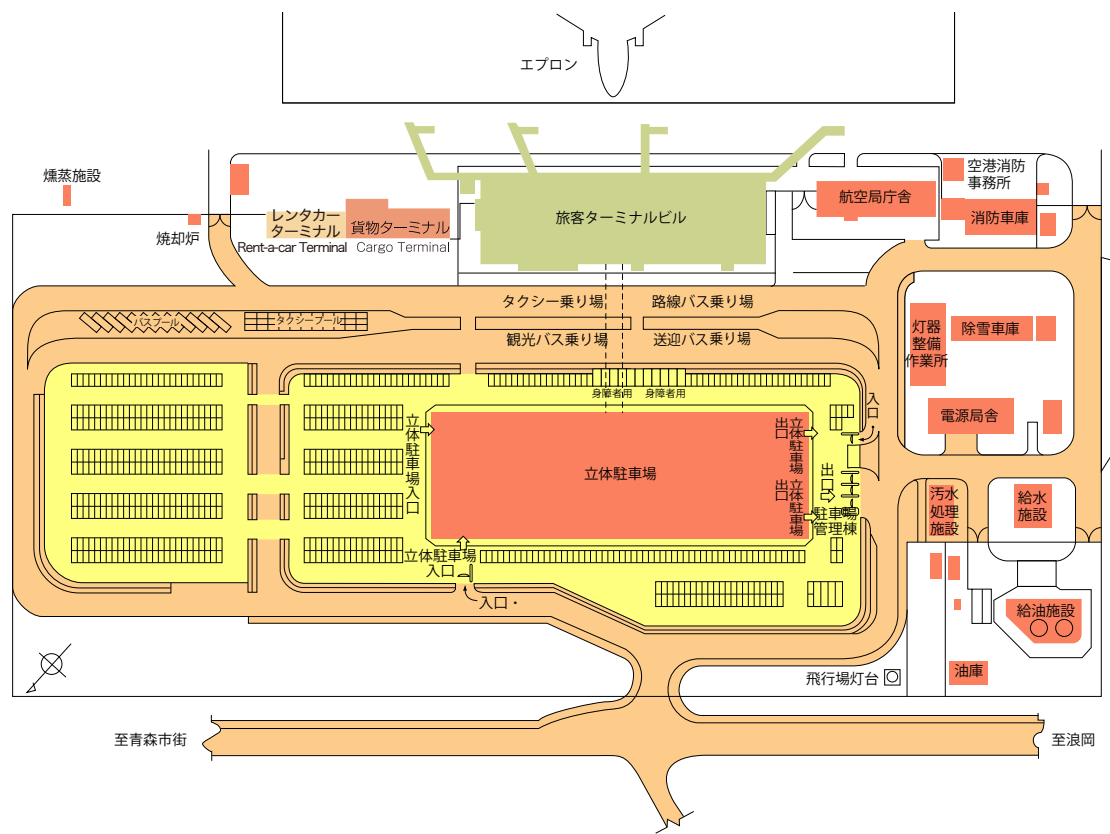 エプロン
燻蒸施設
焼却炉
レンタカー
ターミナル
Rent-a-car Terminal
貨物ターミナル
Cargo Terminal
旅客ターミナルビル
航空局庁舎
空港消防
事務所
消防車庫
タクシー乗り場
路線バス乗り場
バスプール
タクシープール
観光バス乗り場
送迎バス乗り場
灯器
整備
作業所
除雪車庫
身障者用
身障者用
入口・
電源局舎
立体駐車場入口
立体駐車場
立体駐車場
出口
立体駐車場
出口
出口
駐車場
管理棟
汚水
処理
施設
給水
施設
立体駐車場
入口
入口・
給油施設
油庫
飛行場灯台
至青森市街
至浪岡